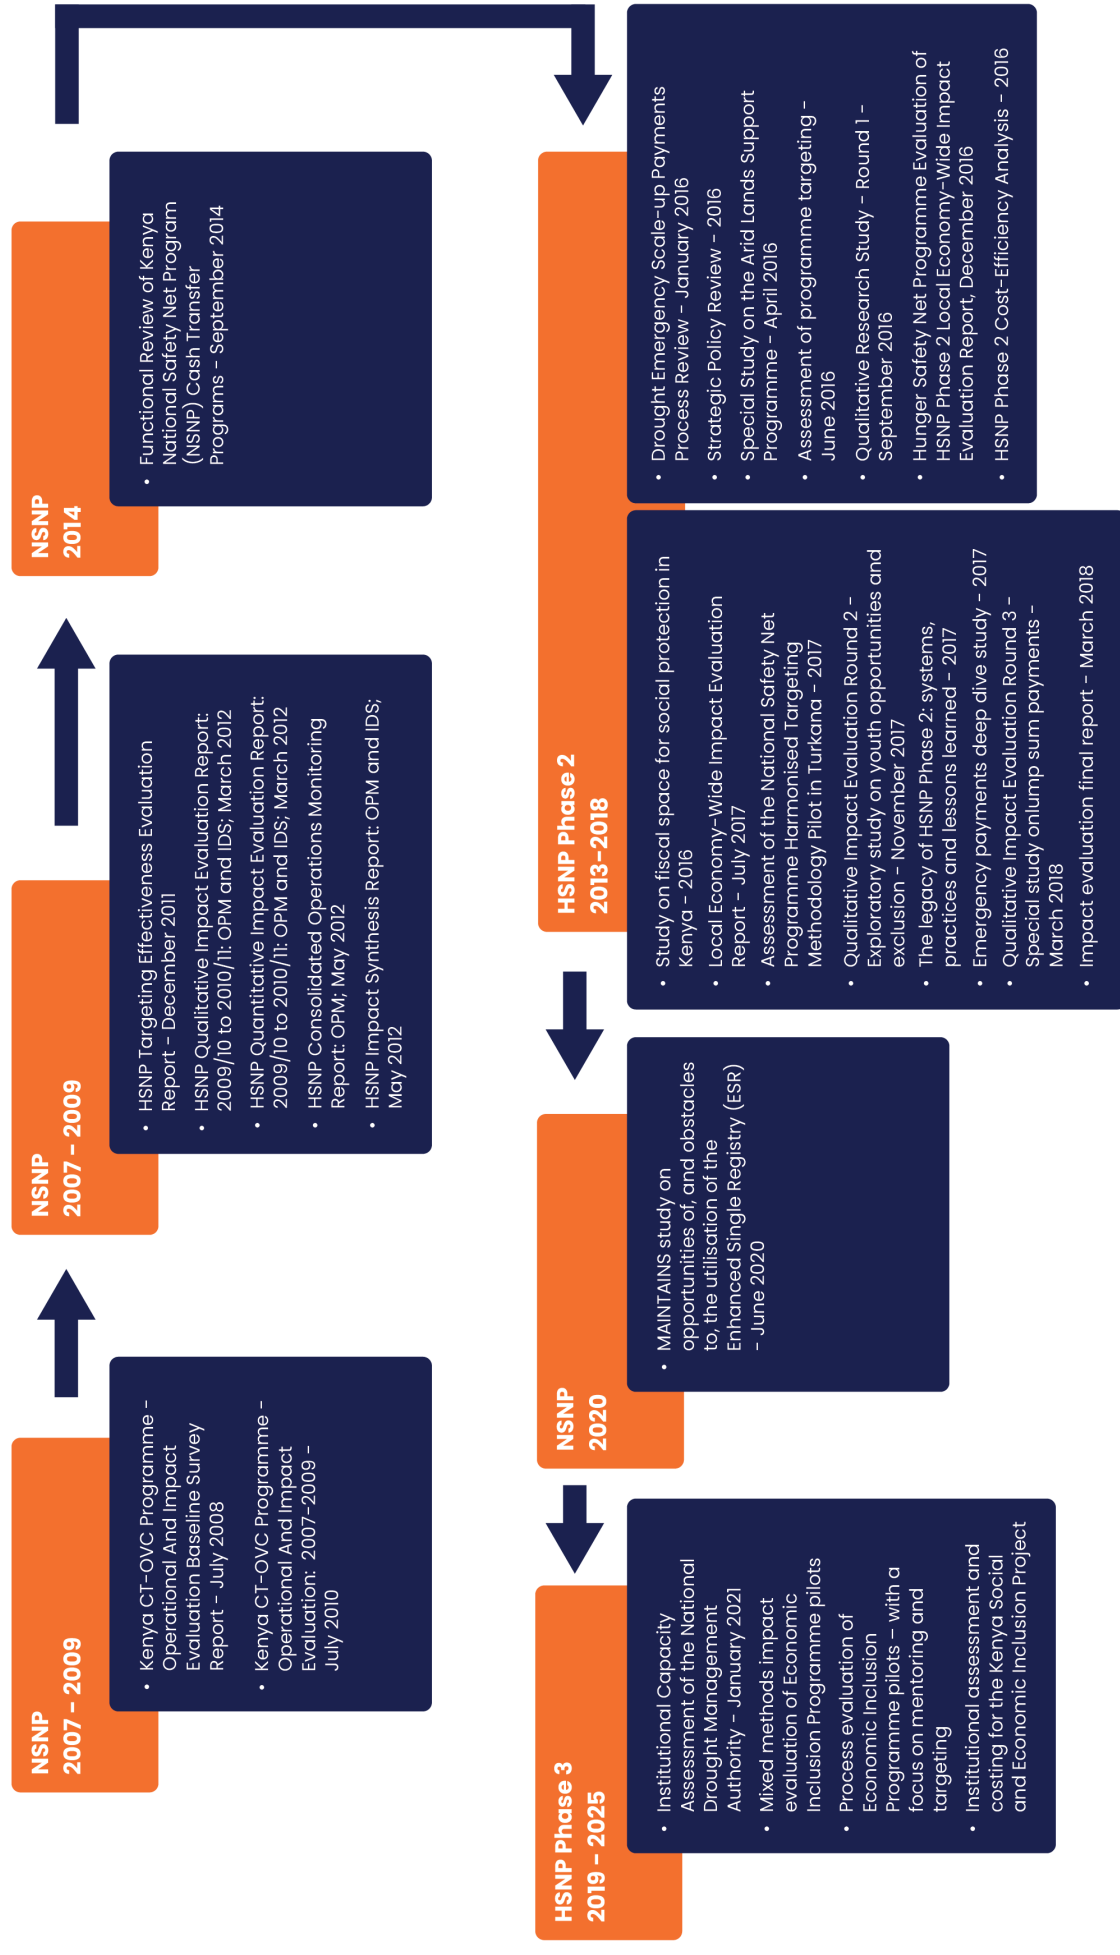 NSNP
2007 – 2009
• Kenya CT-OVC Programme -
Operational And Impact
Evaluation Baseline Survey
Report - July 2008
• Kenya CT-OVC Programme -
Operational And Impact
Evaluation: 2007-2009 -
July 2010
NSNP
2007 – 2009
• HSNP Targeting Effectiveness Evaluation
Report - December 2011
• HSNP Qualitative Impact Evaluation Report:
2009/10 to 2010/11: OPM and IDS; March 2012
• HSNP Quantitative Impact Evaluation Report:
2009/10 to 2010/11: OPM and IDS; March 2012
• HSNP Consolidated Operations Monitoring
Report: OPM; May 2012
• HSNP Impact Synthesis Report: OPM and IDS;
May 2012
NSNP
2014
• Functional Review of Kenya
National Safety Net Program
(NSNP) Cash Transfer
Programs - September 2014
HSNP Phase 2
2013-2018
• Drought Emergency Scale-up Payments
Process Review - January 2016
• Strategic Policy Review - 2016
• Special Study on the Arid Lands Support
Programme - April 2016
• Assessment of programme targeting -
June 2016
• Qualitative Research Study - Round 1 -
September 2016
• Hunger Safety Net Programme Evaluation of
HSNP Phase 2 Local Economy-Wide Impact
Evaluation Report, December 2016
• HSNP Phase 2 Cost-Efficiency Analysis - 2016
• Study on fiscal space for social protection in
Kenya - 2016
• Local Economy-Wide Impact Evaluation
Report - July 2017
• Assessment of the National Safety Net
Programme Harmonised Targeting
Methodology Pilot in Turkana - 2017
• Qualitative Impact Evaluation Round 2 -
Exploratory study on youth opportunities and
exclusion - November 2017
• The legacy of HSNP Phase 2: systems,
practices and lessons learned - 2017
• Emergency payments deep dive study - 2017
• Qualitative Impact Evaluation Round 3 -
Special study onlump sum payments -
March 2018
• Impact evaluation final report - March 2018
NSNP
2020
• MAINTAINS study on
opportunities of, and obstacles
to, the utilisation of the
Enhanced Single Registry (ESR)
- June 2020
HSNP Phase 3
2019 – 2025
• Institutional Capacity
Assessment of the National
Drought Management
Authority - January 2021
• Mixed methods impact
evaluation of Economic
Inclusion Programme pilots
• Process evaluation of
Economic Inclusion
Programme pilots – with a
focus on mentoring and
targeting
• Institutional assessment and
costing for the Kenya Social
and Economic Inclusion Project